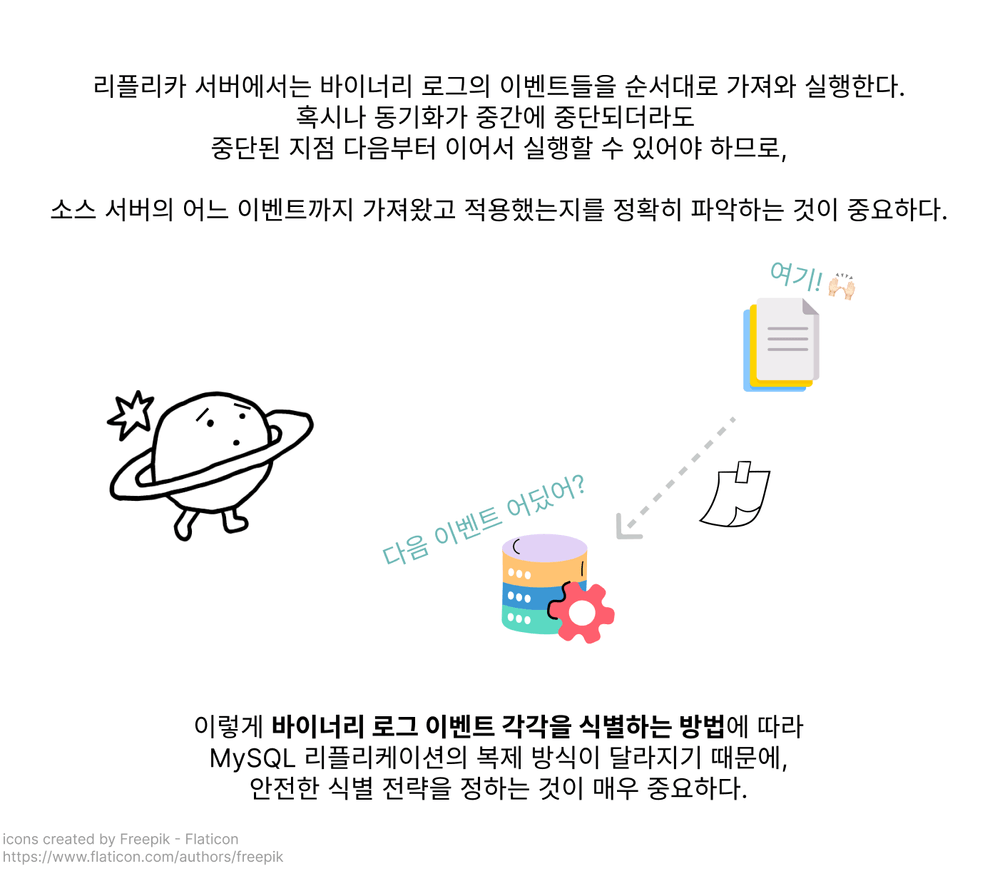 리플리카 서버에서는 바이너리 로그의 이벤트들을 순서대로 가져와 실행한다.
혹시나 동기화가 중간에 중단되더라도
중단된 지점 다음부터 이어서 실행할 수 있어야 하므로,
소스 서버의 어느 이벤트까지 가져왔고 적용했는지를 정확히 파악하는 것이 중요하다.
여기! 🙌🏻
다음 이벤트 어딨어?
이렇게 바이너리 로그 이벤트 각각을 식별하는 방법에 따라
MySQL 리플리케이션의 복제 방식이 달라지기 때문에,
안전한 식별 전략을 정하는 것이 매우 중요하다.
icons created by Freepik - Flaticon
https://www.flaticon.com/authors/freepik